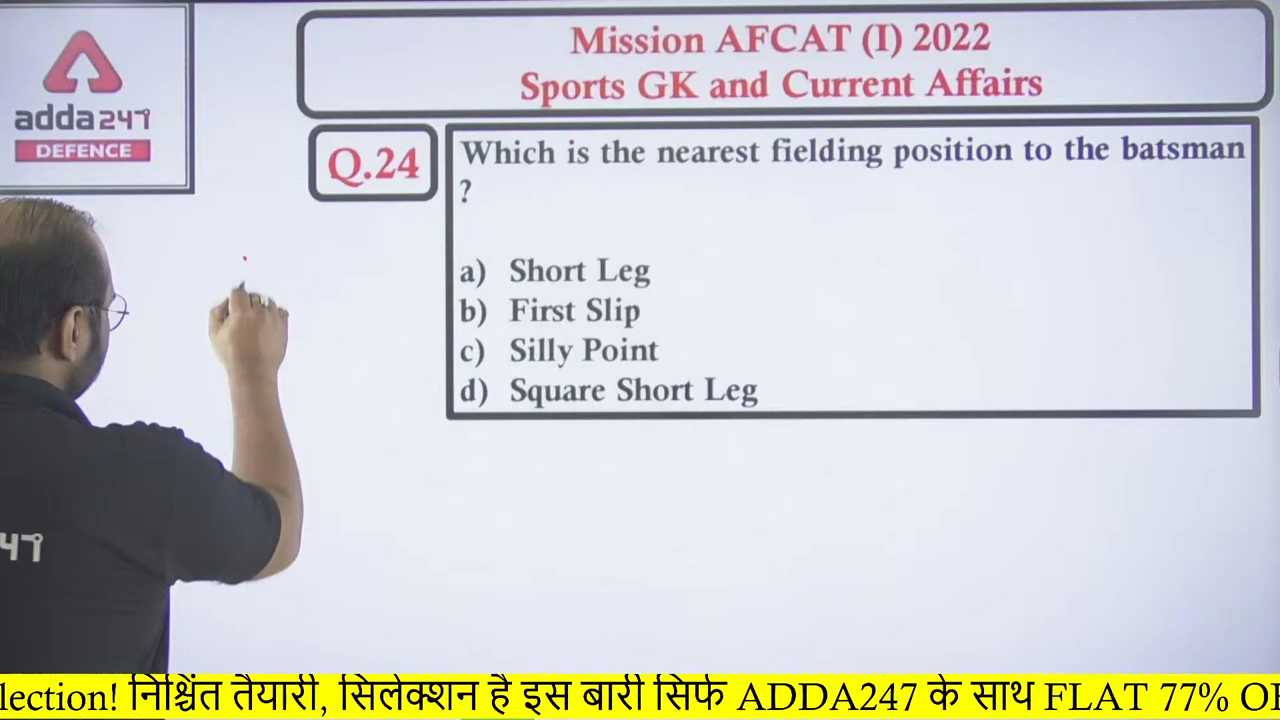 adda247
DEFENCE
Mission AFCAT (I) 2022
Sports GK and Current Affairs
Q.24
Which is the nearest fielding position to the batsman
?
a) Short Leg
b) First Slip
c) Silly Point
d) Square Short Leg
47
lection! निश्चिंत तैयारी, सिलेक्शन है इस बारी सिर्फ ADDA247 के साथ FLAT 77% OF